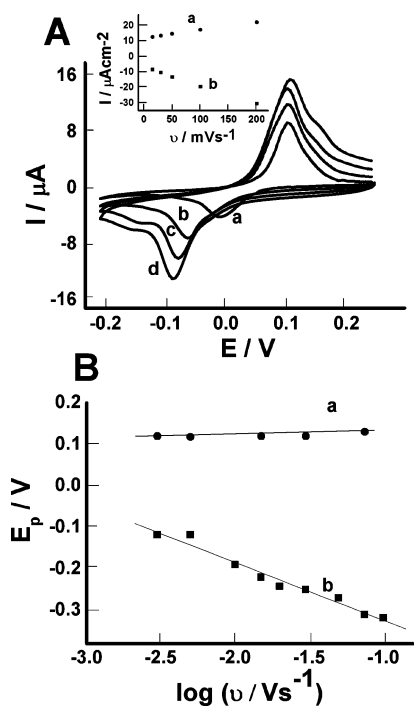 A
I / μAcm-2
20
10
0
-10
-20
-30
a
b
0
50
100
150
200
υ / mVs-1
I / μA
16
8
0
-8
-16
a
b
c
d
-0.2
-0.1
0.0
0.1
0.2
E / V
B
Ep / V
0.2
0.1
0.0
-0.1
-0.2
-0.3
a
b
-3.0
-2.5
-2.0
-1.5
-1.0
log (υ / Vs-1)